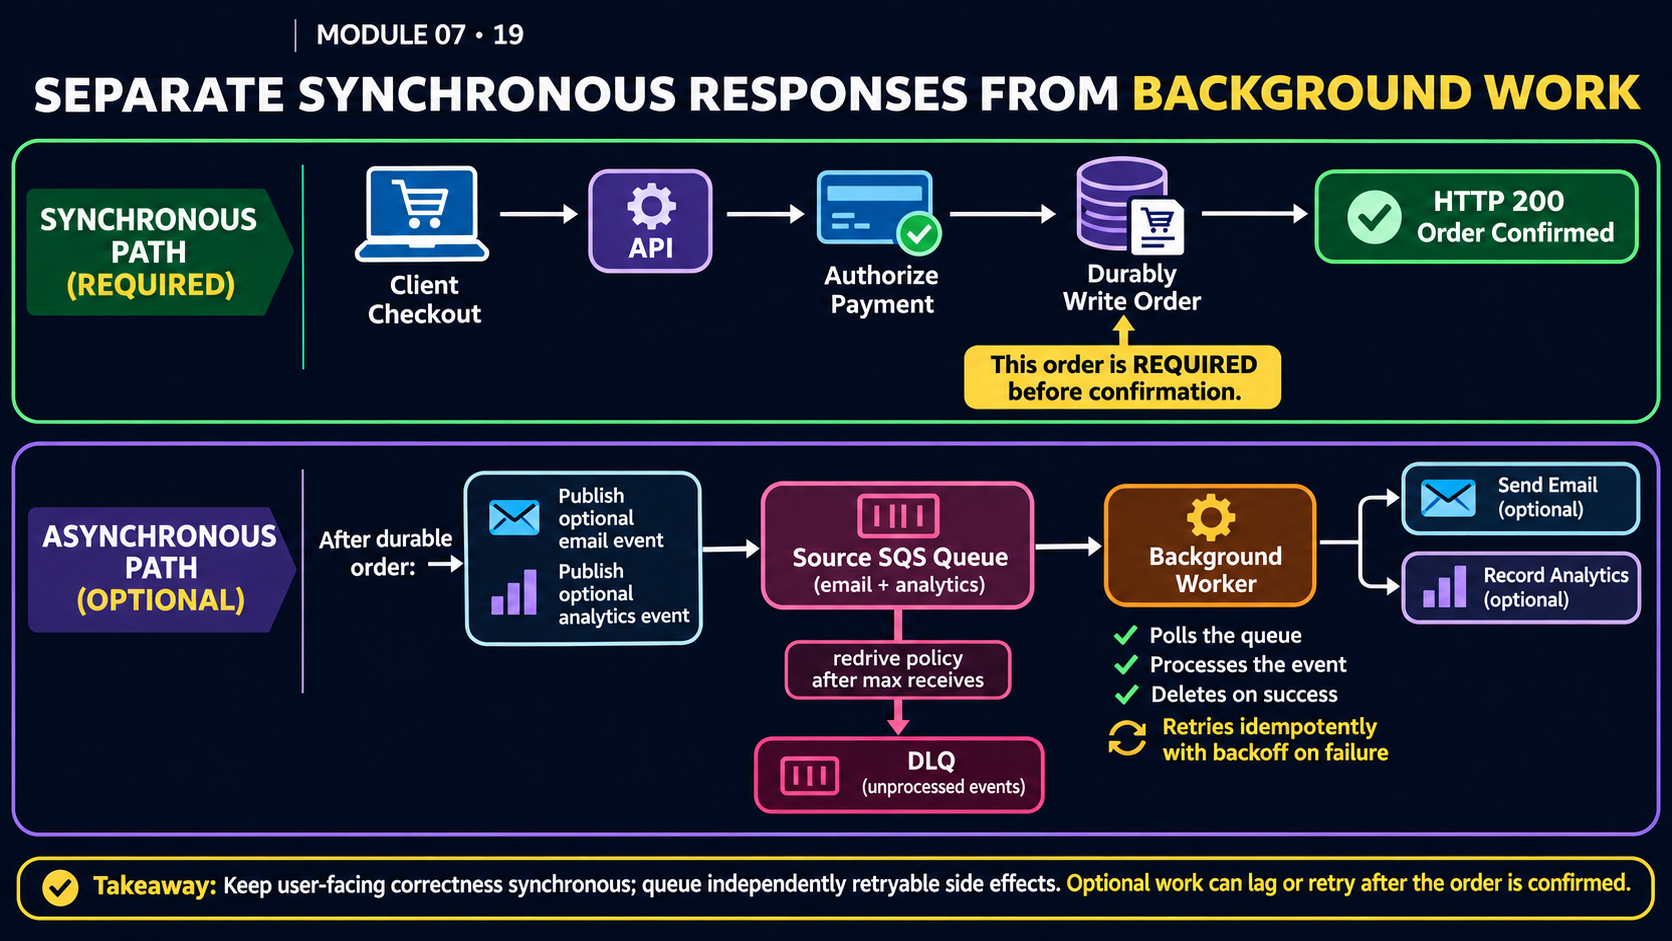 MODULE 07 • 19
SEPARATE SYNCHRONOUS RESPONSES FROM BACKGROUND WORK
SYNCHRONOUS
PATH
(REQUIRED)
Client
Checkout
API
Authorize
Payment
Durably
Write Order
HTTP 200
Order Confirmed
This order is REQUIRED
before confirmation.
ASYNCHRONOUS
PATH
(OPTIONAL)
After durable
order:
Publish
optional
email event
Publish
optional
analytics event
Source SQS Queue
(email + analytics)
redrive policy
after max receives
DLQ
(unprocessed events)
Background
Worker
Polls the queue
Processes the event
Deletes on success
Retries idempotently
with backoff on failure
Send Email
(optional)
Record Analytics
(optional)
Takeaway: Keep user-facing correctness synchronous; queue independently retryable side effects. Optional work can lag or retry after the order is confirmed.